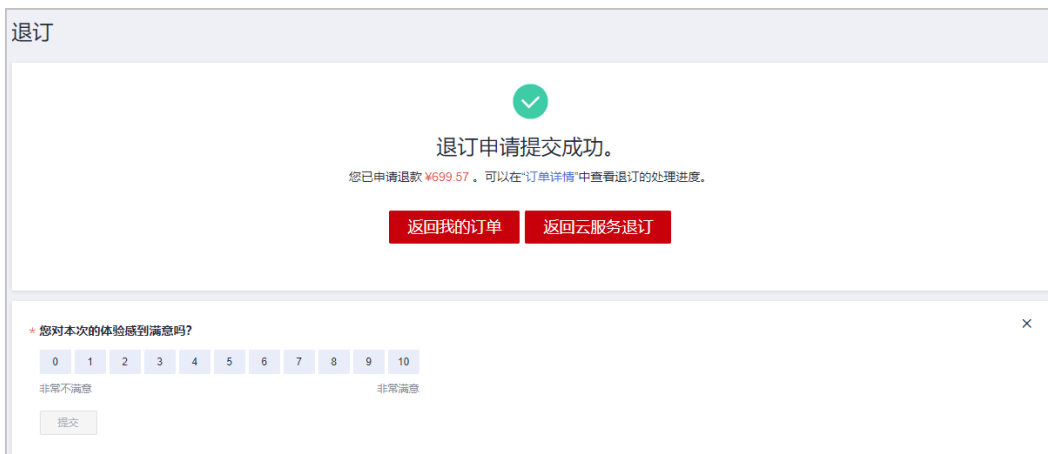 退订
退订申请提交成功。
您已申请退款 ¥699.57 。可以在“订单详情”中查看退订的处理进度。
返回我的订单 返回云服务退订
* 您对本次的体验感到满意吗?
0 1 2 3 4 5 6 7 8 9 10
非常不满意 非常满意
提交